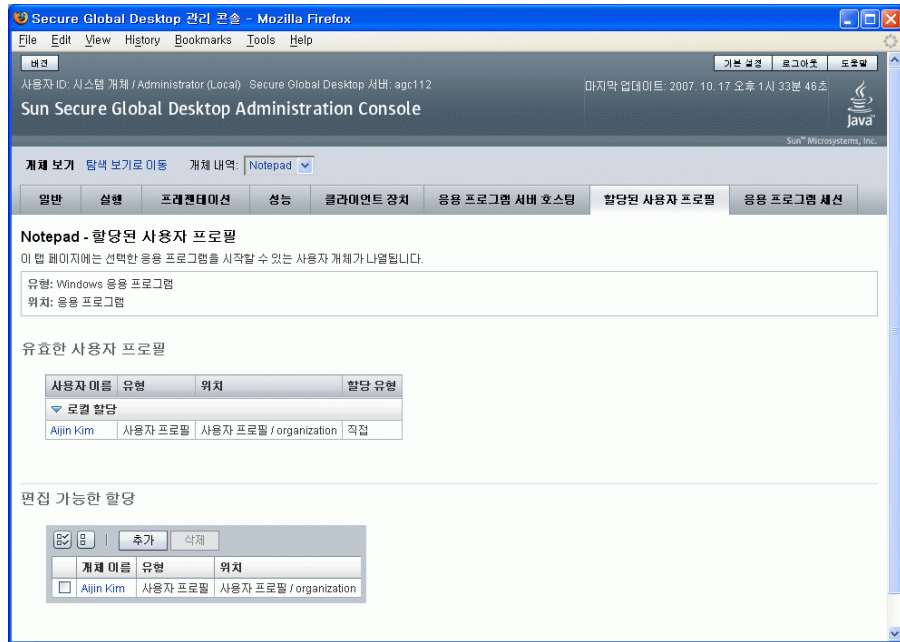 Secure Global Desktop 관리 콘솔 - Mozilla Firefox
File Edit View History Bookmarks Tools Help
버전 기본 설정 로그아웃 도움말
사용자 ID: 시스템 개체 / Administrator (Local) Secure Global Desktop 서버: agc112 마지막 업데이트: 2007. 10. 17 오후 1시 33분 46초
Sun Secure Global Desktop Administration Console
Java™
Sun™ Microsystems, Inc.
개체 보기 탐색 보기로 이동 개체 내역: Notepad
일반 실행 프레젠테이션 성능 클라이언트 장치 응용 프로그램 서버 호스팅 할당된 사용자 프로필 응용 프로그램 세션
Notepad - 할당된 사용자 프로필
이 탭 페이지에는 선택한 응용 프로그램를 시작할 수 있는 사용자 개체가 나열됩니다.
유형: Windows 응용 프로그램
위치: 응용 프로그램
유효한 사용자 프로필
사용자 이름 유형 위치 할당 유형
로컬 할당
Aijin Kim 사용자 프로필 사용자 프로필 / organization 직접
편집 가능한 할당
추가 삭제
개체 이름 유형 위치
Aijin Kim 사용자 프로필 사용자 프로필 / organization